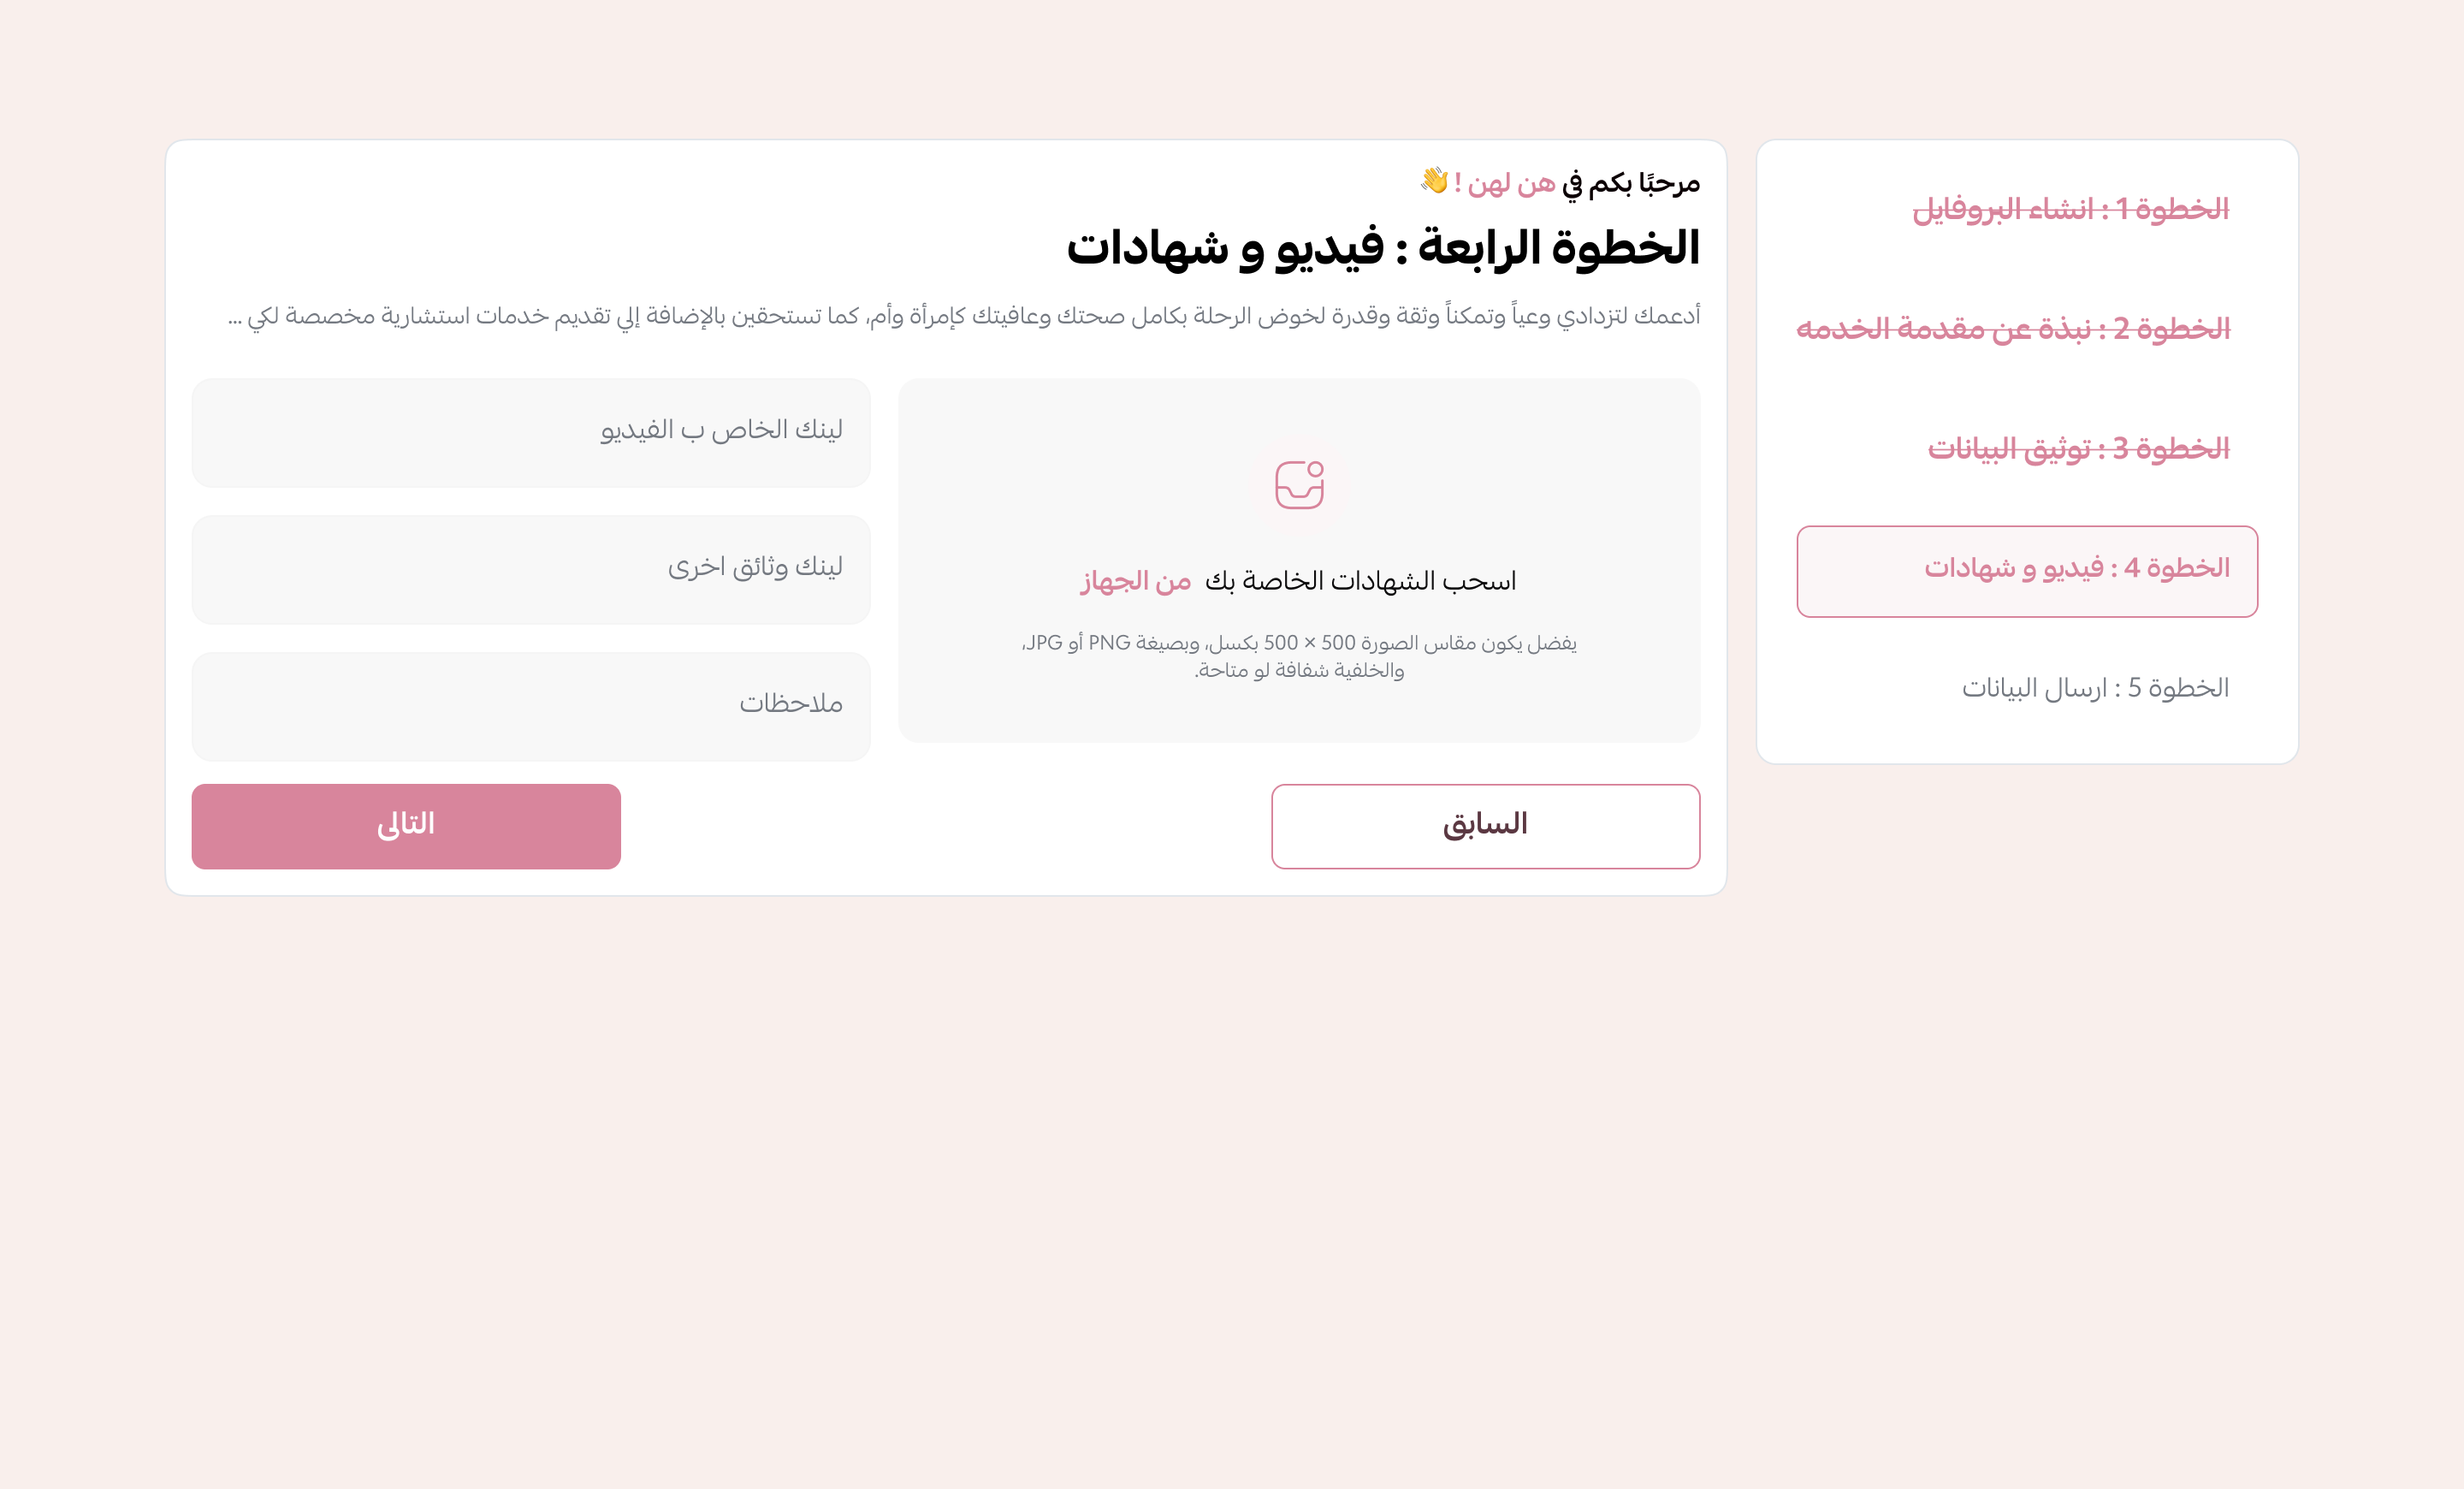 الخطوة 1 : انشاء البروفايل
الخطوة 2 : نبذة عن مقدمة الخدمه
الخطوة 3 : توثيق البيانات
الخطوة 4 : فيديو و شهادات
الخطوة 5 : ارسال البيانات
مرحبًا بكم في هن لهن ! 👋
الخطوة الرابعة : فيديو و شهادات
أدعمك لتزدادي وعياً وتمكناً وثقة وقدرة لخوض الرحلة بكامل صحتك وعافيتك كإمرأة وأم، كما تستحقين بالإضافة إلي تقديم خدمات استشارية مخصصة لكي ...
اسحب الشهادات الخاصة بك من الجهاز
يفضل يكون مقاس الصورة 500 × 500 بكسل، وبصيغة PNG أو JPG،
والخلفية شفافة لو متاحة.
لينك الخاص ب الفيديو
لينك وثائق اخرى
ملاحظات
السابق
التالى